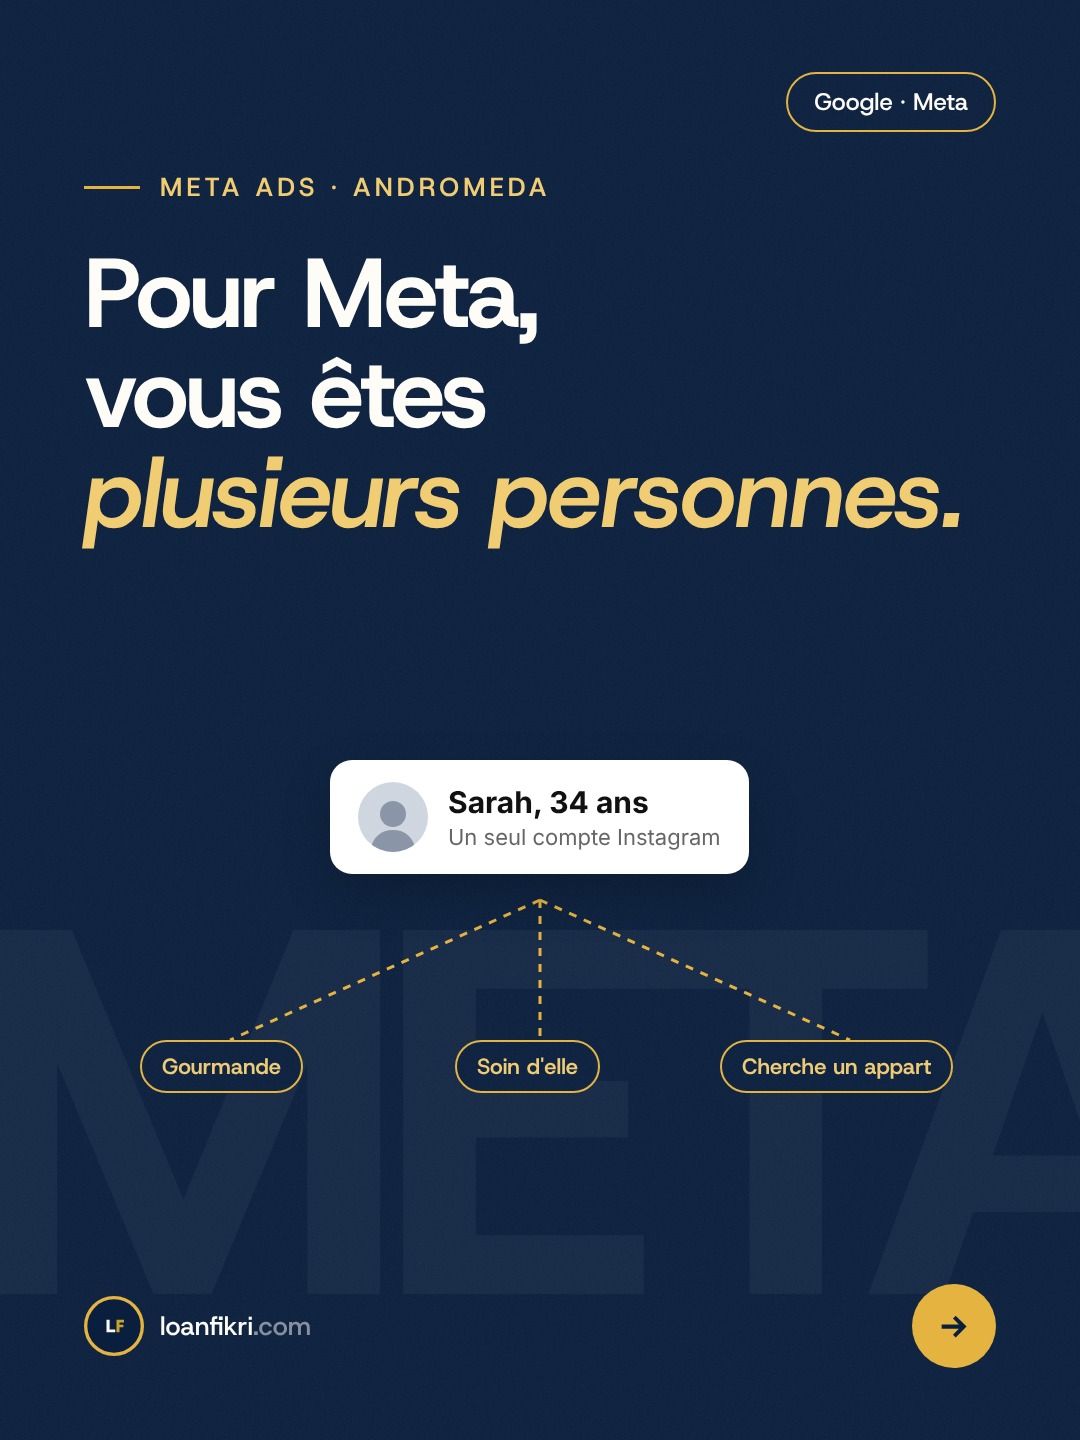 Google · Meta
META ADS · ANDROMEDA
Pour Meta,
vous êtes
plusieurs personnes.
Sarah, 34 ans
Un seul compte Instagram
Gourmande
Soin d'elle
Cherche un appart
META
LF
loanfikri.com